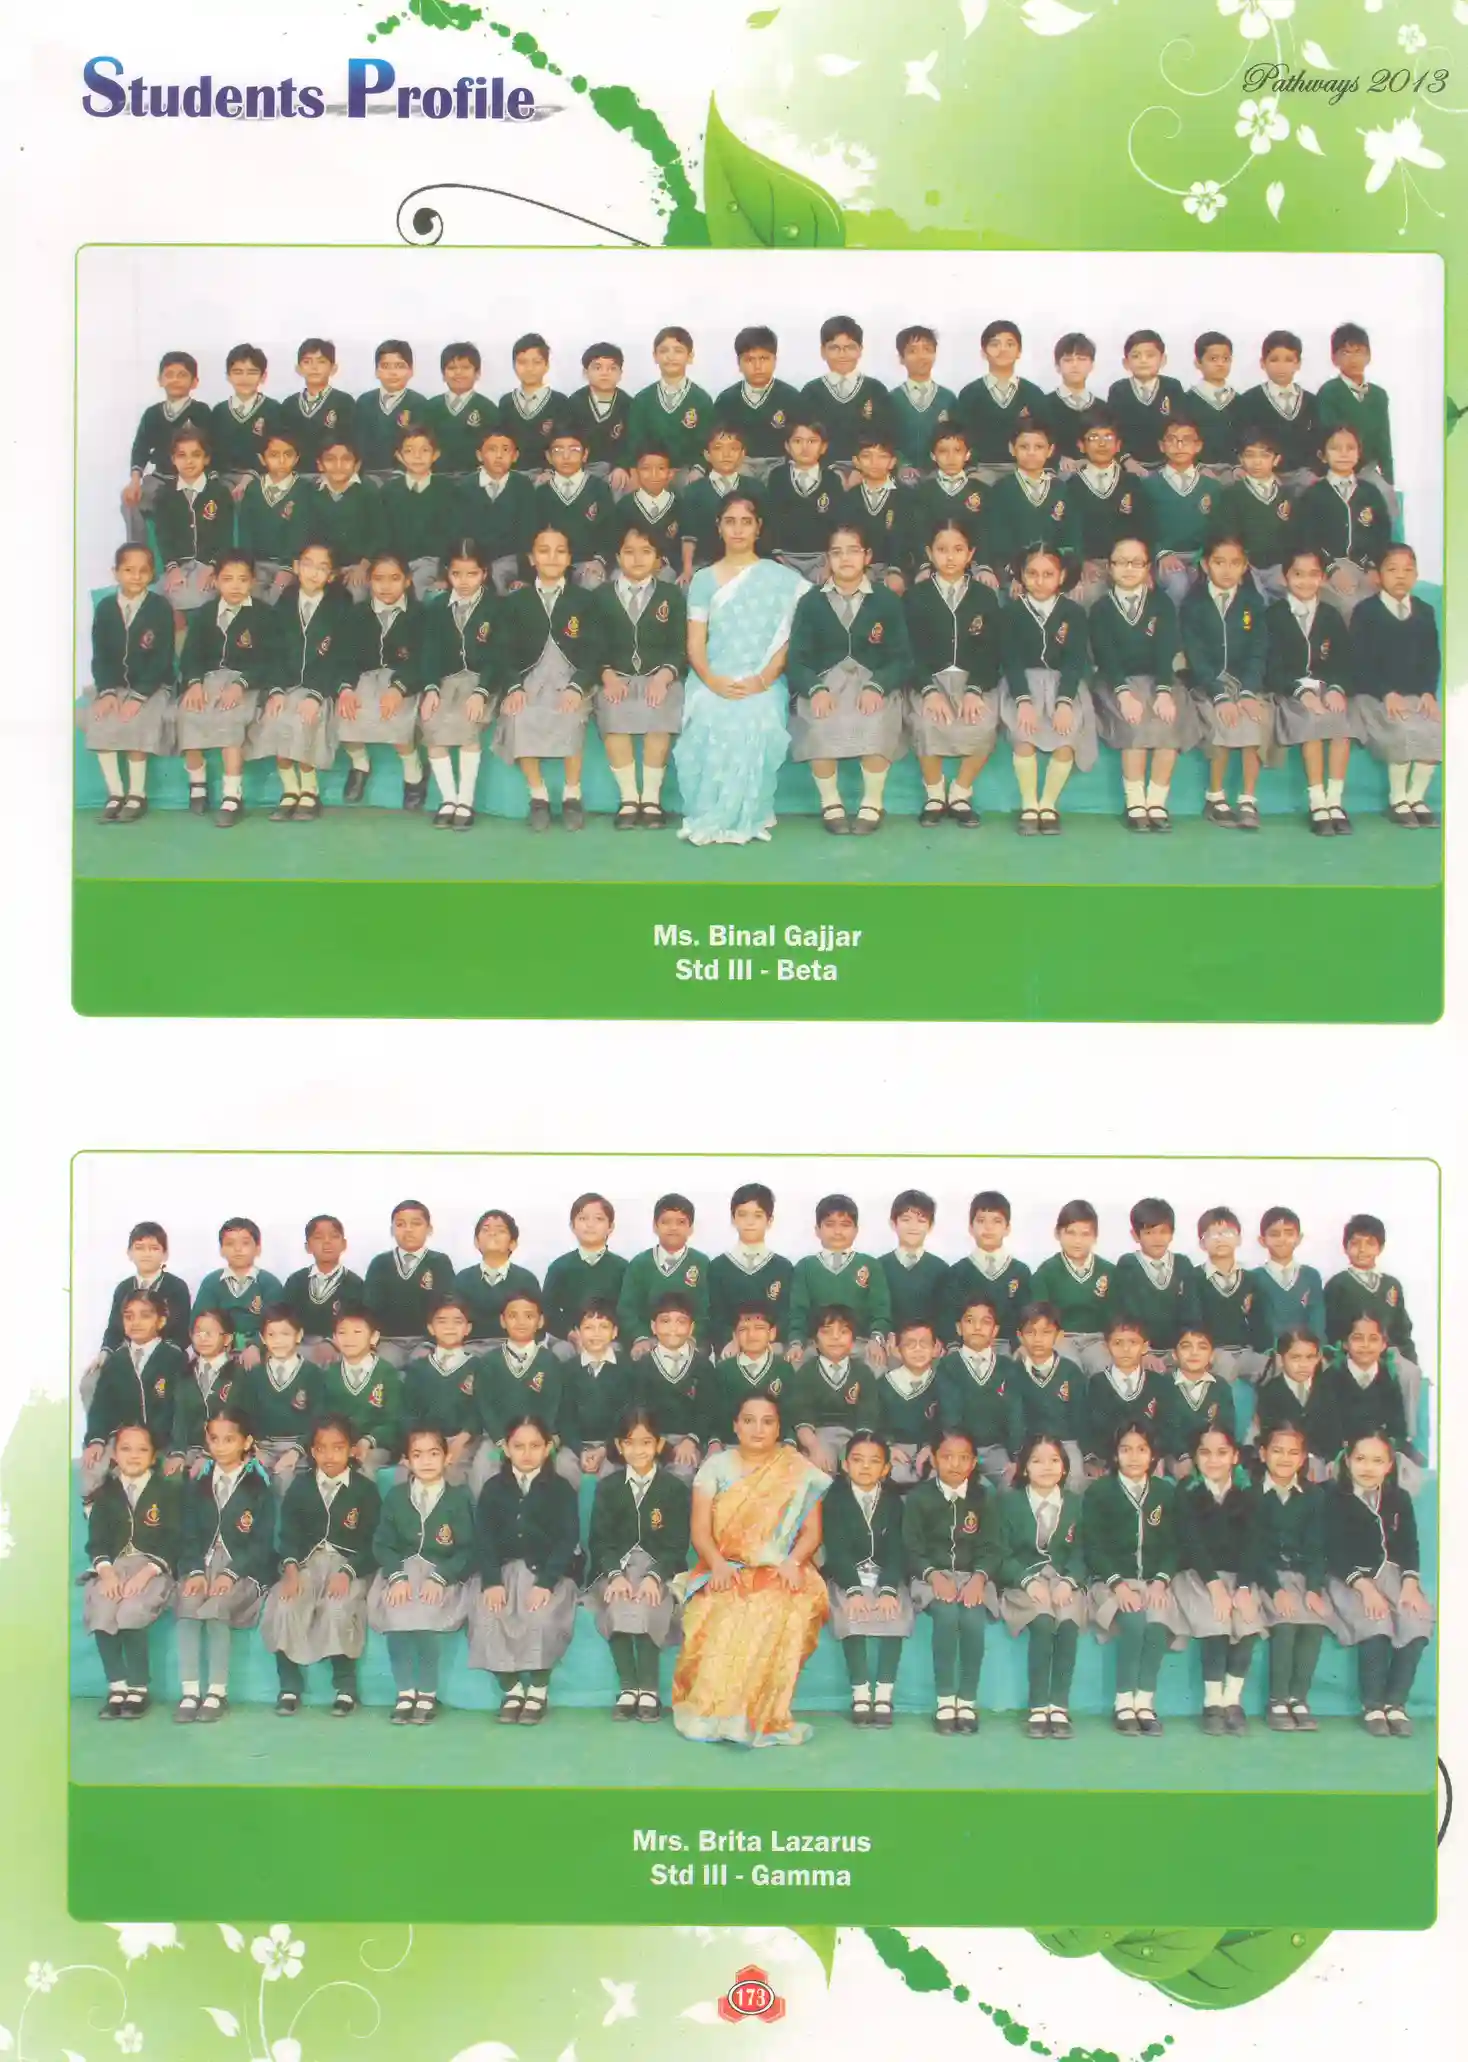 Students Profile
Pathways 2013
Ms. Binal Gajjar
Std III - Beta
Mrs. Brita Lazarus
Std III - Gamma
173